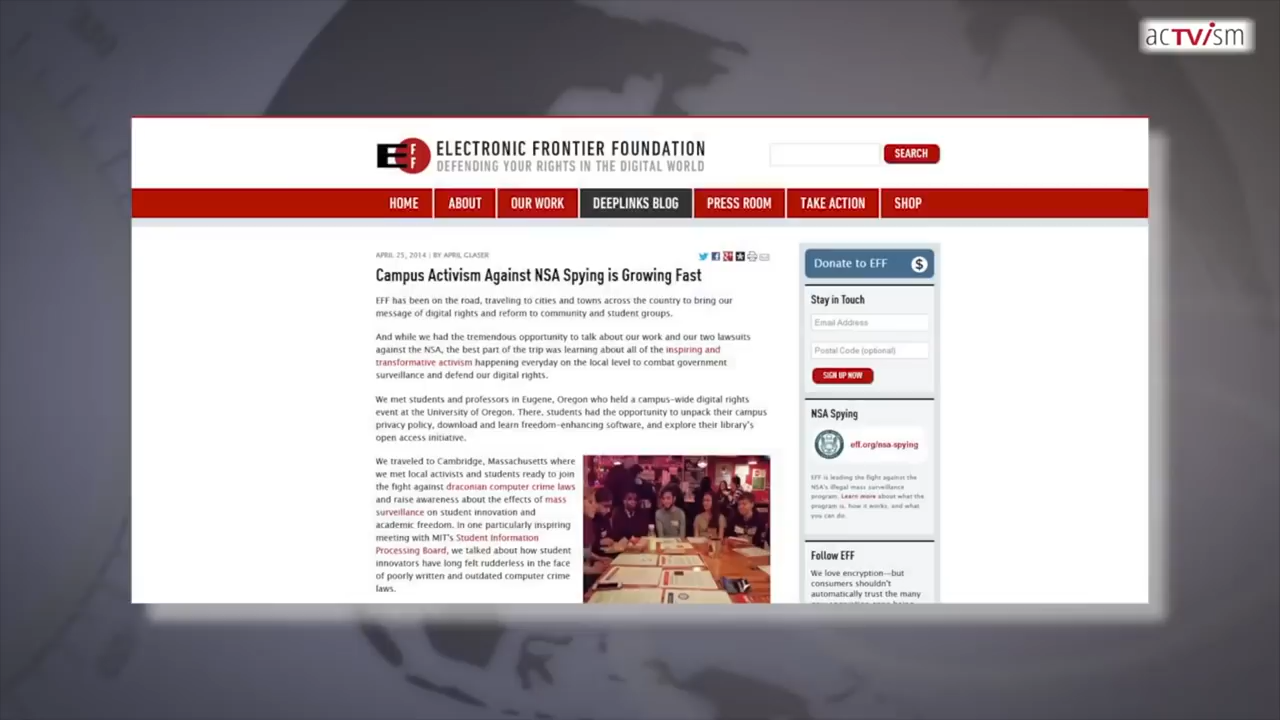 acTVism
ELECTRONIC FRONTIER FOUNDATION
DEFENDING YOUR RIGHTS IN THE DIGITAL WORLD
SEARCH
HOME
ABOUT
OUR WORK
DEEPLINKS BLOG
PRESS ROOM
TAKE ACTION
SHOP
APRIL 25, 2014 | BY APRIL GLASER
Campus Activism Against NSA Spying is Growing Fast
EFF has been on the road, traveling to cities and towns across the country to bring our
message of digital rights and reform to community and student groups.
And while we had the tremendous opportunity to talk about our work and our two lawsuits
against the NSA, the best part of the trip was learning about all of the inspiring and
transformative activism happening everyday on the local level to combat government
surveillance and defend our digital rights.
We met students and professors in Eugene, Oregon who held a campus-wide digital rights
event at the University of Oregon. There, students had the opportunity to unpack their campus
privacy policy, download and learn freedom-enhancing software, and explore their library's
open access initiative.
We traveled to Cambridge, Massachusetts where
we met local activists and students ready to join
the fight against draconian computer crime laws
and raise awareness about the effects of mass
surveillance on student innovation and
academic freedom. In one particularly inspiring
meeting with MIT's Student Information
Processing Board, we talked about how student
innovators have long felt rudderless in the face
of poorly written and outdated computer crime
laws.
Donate to EFF
$
Stay in Touch
Email Address
Postal Code (optional)
SIGN UP NOW
NSA Spying
eff.org/nsa-spying
EFF is leading the fight against the
NSA's illegal mass surveillance
program. Learn more about what the
program is, how it works, and what
you can do.
Follow EFF
We love encryption—but
consumers shouldn't
automatically trust the many